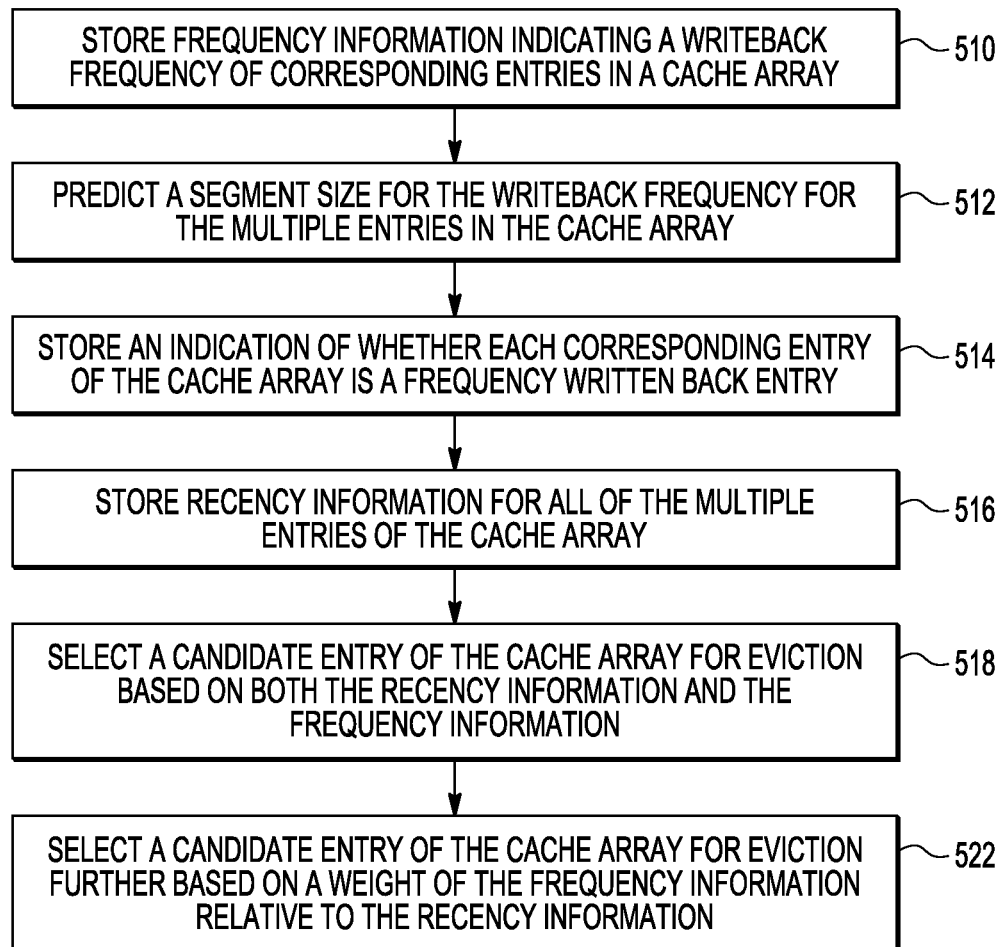 STORE FREQUENCY INFORMATION INDICATING A WRITEBACK
FREQUENCY OF CORRESPONDING ENTRIES IN A CACHE ARRAY
510
PREDICT A SEGMENT SIZE FOR THE WRITEBACK FREQUENCY FOR
THE MULTIPLE ENTRIES IN THE CACHE ARRAY
512
STORE AN INDICATION OF WHETHER EACH CORRESPONDING ENTRY
OF THE CACHE ARRAY IS A FREQUENCY WRITTEN BACK ENTRY
514
STORE RECENCY INFORMATION FOR ALL OF THE MULTIPLE
ENTRIES OF THE CACHE ARRAY
516
SELECT A CANDIDATE ENTRY OF THE CACHE ARRAY FOR EVICTION
BASED ON BOTH THE RECENCY INFORMATION AND THE
FREQUENCY INFORMATION
518
SELECT A CANDIDATE ENTRY OF THE CACHE ARRAY FOR EVICTION
FURTHER BASED ON A WEIGHT OF THE FREQUENCY INFORMATION
RELATIVE TO THE RECENCY INFORMATION
522